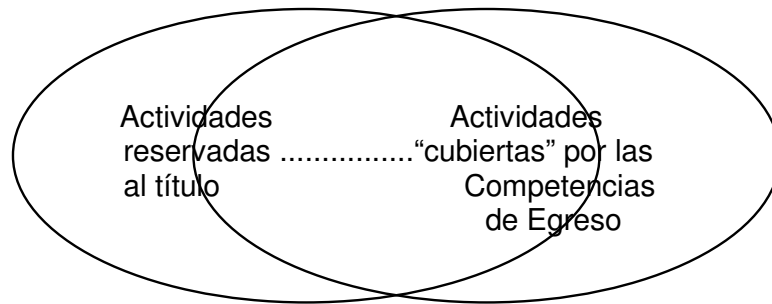 Actividades Actividades
reservadas ................“cubiertas” por las
al título Competencias
de Egreso